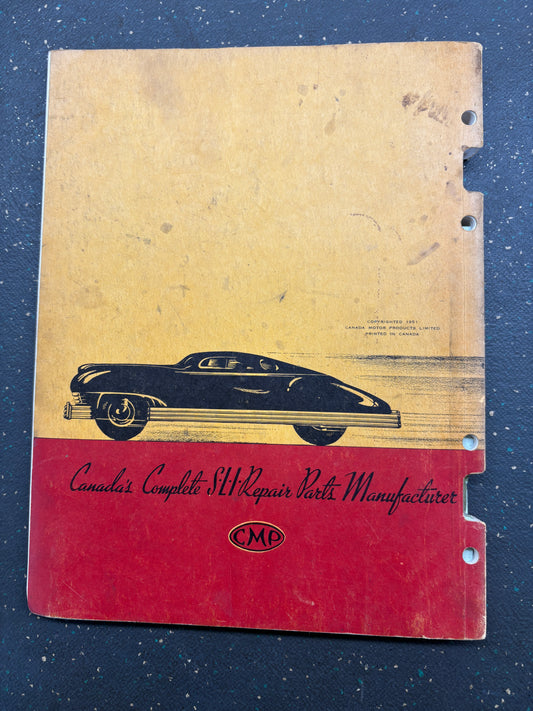 COPYRIGHTED 1951
CANADA MOTOR PRODUCTS LIMITED
PRINTED IN CANADA
Canada's Complete S.L.I. Repair Parts Manufacturer
CMP